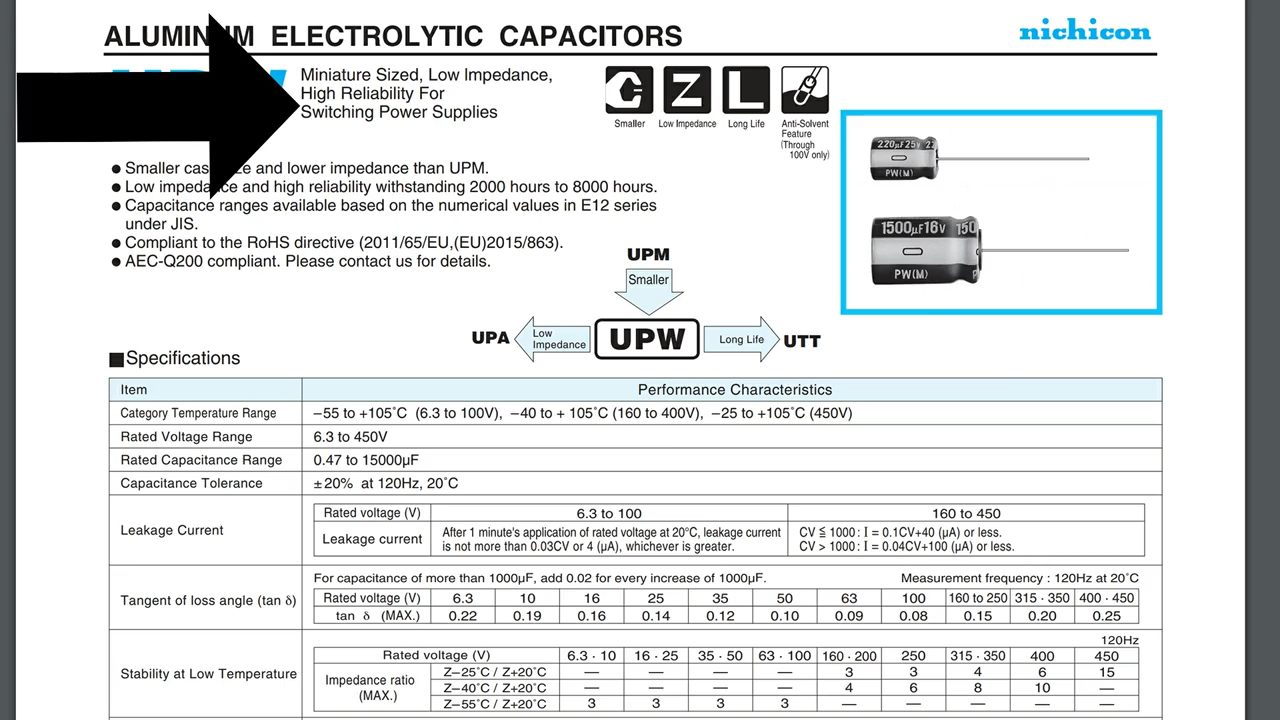 ALUMINUM ELECTROLYTIC CAPACITORS
nichicon
Miniature Sized, Low Impedance,
High Reliability For
Switching Power Supplies
Smaller
Low Impedance
Long Life
Anti-Solvent
Feature
(Through
100V only)
● Smaller case size and lower impedance than UPM.
● Low impedance and high reliability withstanding 2000 hours to 8000 hours.
● Capacitance ranges available based on the numerical values in E12 series
under JIS.
● Compliant to the RoHS directive (2011/65/EU,(EU)2015/863).
● AEC-Q200 compliant. Please contact us for details.
220μF25V
PW(M)
1500μF16V 150
PW(M)
UPM
Smaller
UPA
Low
Impedance
UPW
Long Life
UTT
■Specifications
Item Performance Characteristics
Category Temperature Range −55 to +105˚C (6.3 to 100V), −40 to + 105˚C (160 to 400V), −25 to +105˚C (450V)
Rated Voltage Range 6.3 to 450V
Rated Capacitance Range 0.47 to 15000μF
Capacitance Tolerance ±20% at 120Hz, 20˚C
Leakage Current
Rated voltage (V) 6.3 to 100 160 to 450
Leakage current
After 1 minute's application of rated voltage at 20°C, leakage current
is not more than 0.03CV or 4 (μA), whichever is greater.
CV ≦ 1000 : I = 0.1CV+40 (μA) or less.
CV > 1000 : I = 0.04CV+100 (μA) or less.
Tangent of loss angle (tan δ)
For capacitance of more than 1000μF, add 0.02 for every increase of 1000μF. Measurement frequency : 120Hz at 20˚C
Rated voltage (V) 6.3 10 16 25 35 50 63 100 160 to 250 315 · 350 400 · 450
tan δ (MAX.) 0.22 0.19 0.16 0.14 0.12 0.10 0.09 0.08 0.15 0.20 0.25
Stability at Low Temperature
120Hz
Rated voltage (V) 6.3 · 10 16 · 25 35 · 50 63 · 100 160 · 200 250 315 · 350 400 450
Impedance ratio
(MAX.)
Z−25˚C / Z+20˚C — — — — 3 3 4 6 15
Z−40˚C / Z+20˚C — — — — 4 6 8 10 —
Z−55˚C / Z+20˚C 3 3 3 3 — — — — —